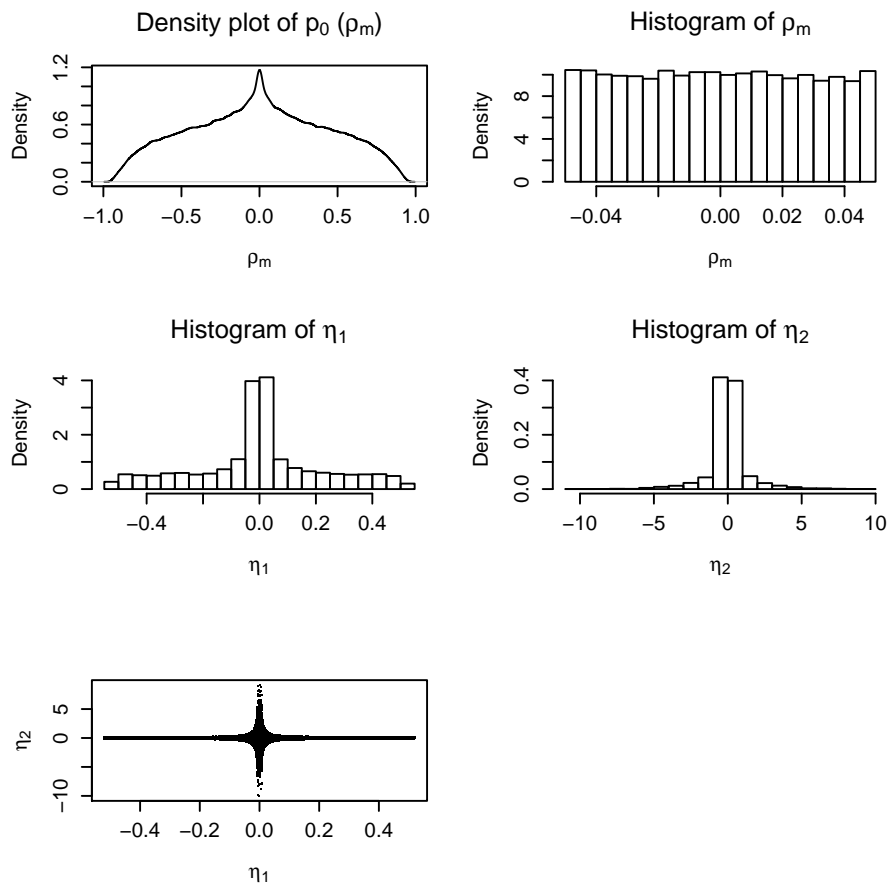 Density plot of p₀ (ρₘ)
Density
0.0 0.6 1.2
−1.0 −0.5 0.0 0.5 1.0
ρₘ
Histogram of ρₘ
Density
0 4 8
−0.04 0.00 0.02 0.04
ρₘ
Histogram of η₁
Density
0 2 4
−0.4 0.0 0.2 0.4
η₁
Histogram of η₂
Density
0.0 0.4
−10 −5 0 5 10
η₂
η₂
−10 0 5
−0.4 −0.2 0.0 0.2 0.4
η₁